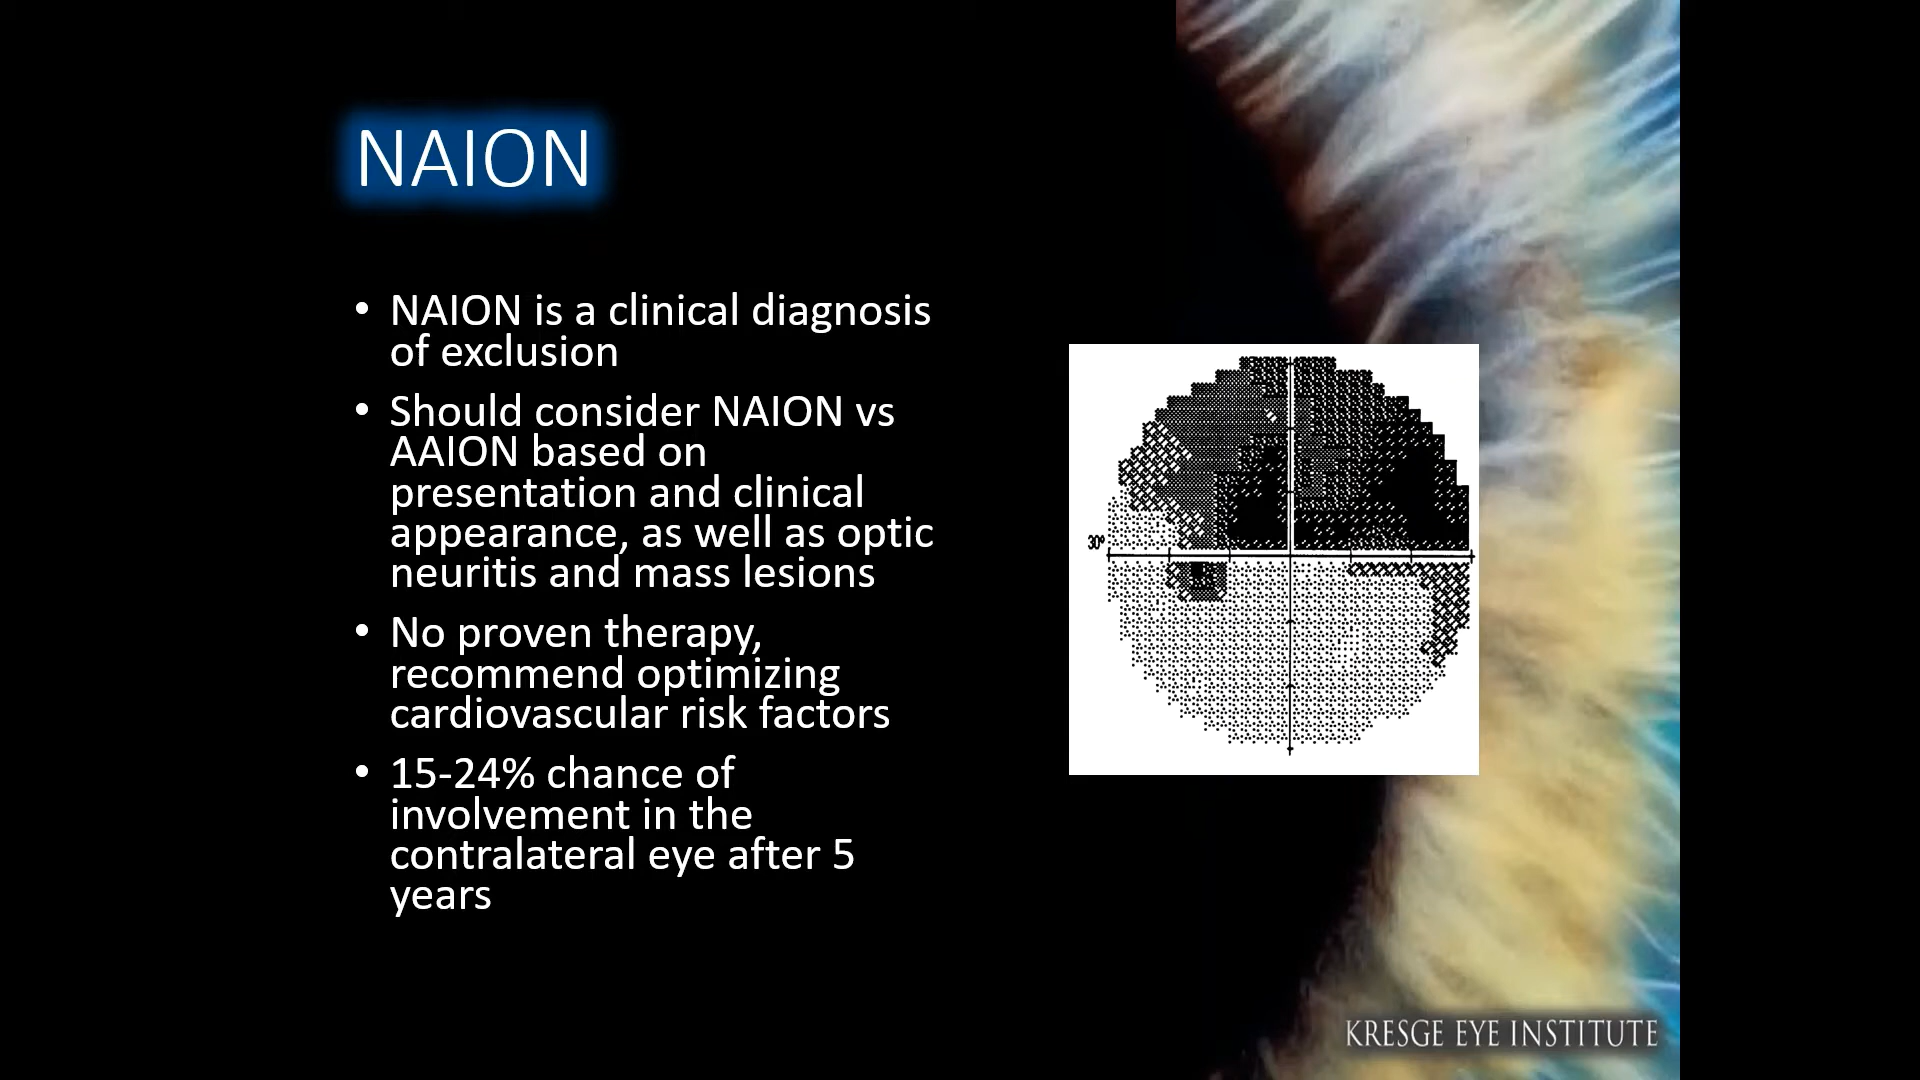 NAION
• NAION is a clinical diagnosis
of exclusion
• Should consider NAION vs
AAION based on
presentation and clinical
appearance, as well as optic
neuritis and mass lesions
• No proven therapy,
recommend optimizing
cardiovascular risk factors
• 15-24% chance of
involvement in the
contralateral eye after 5
years
30°
KRESGE EYE INSTITUTE